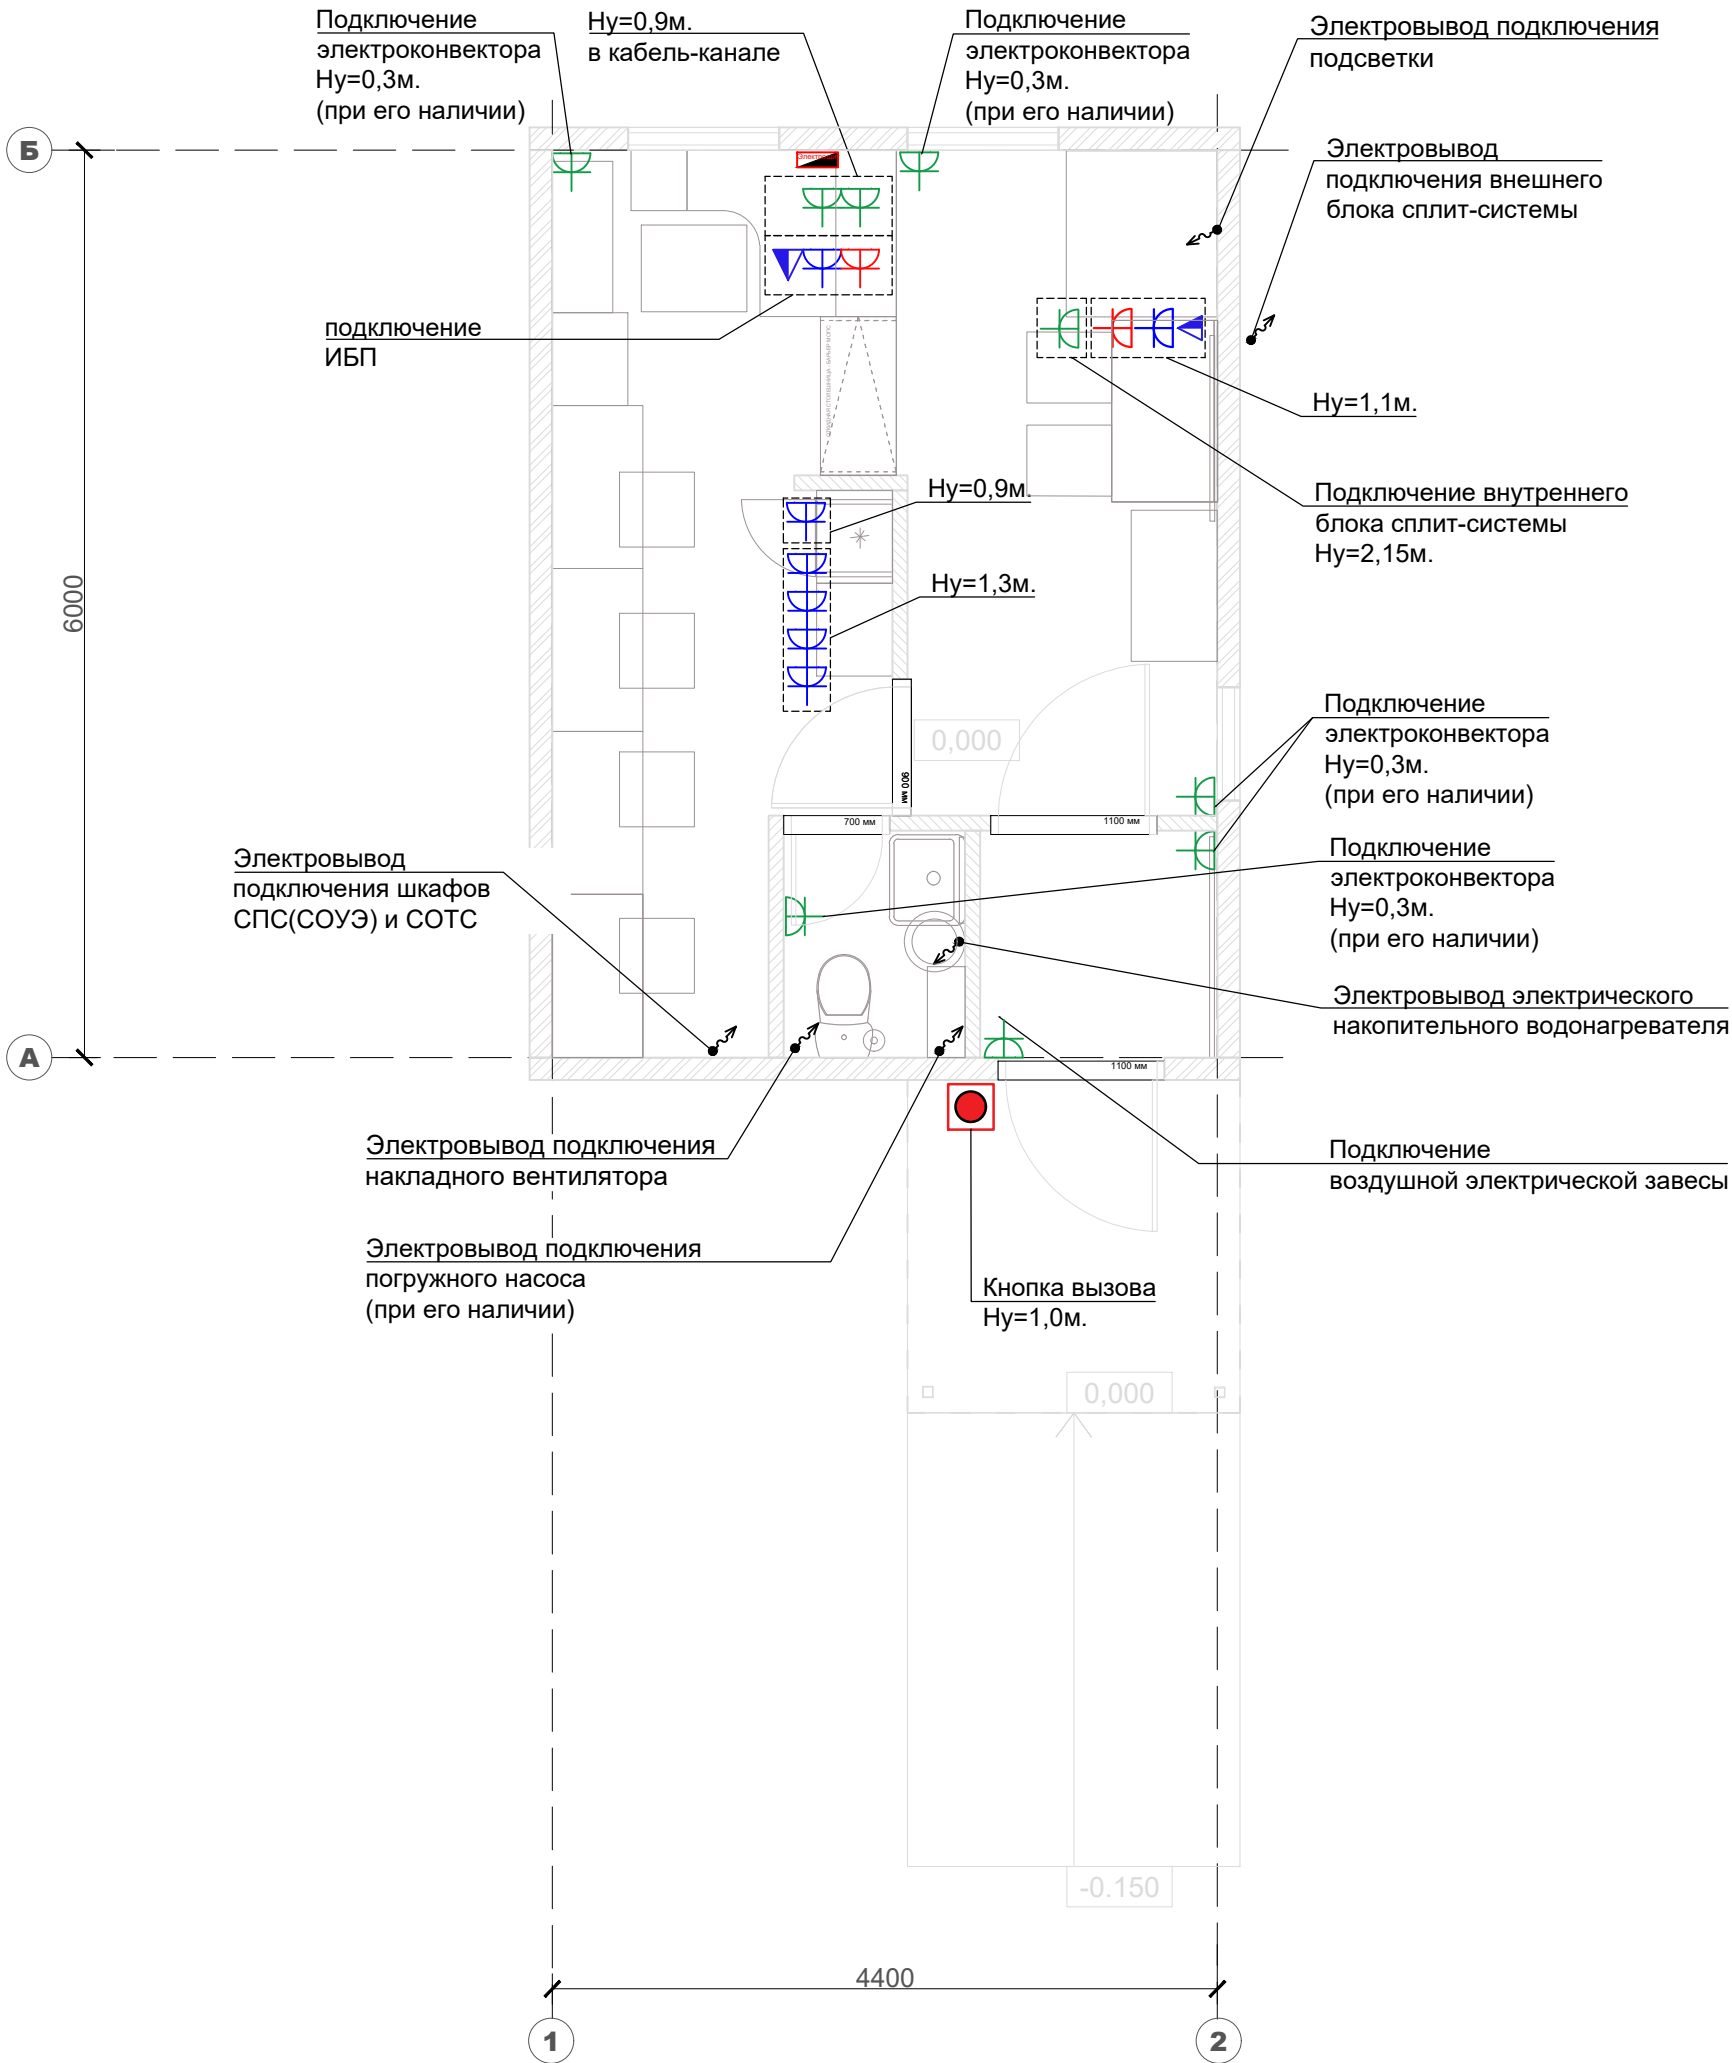 Подключение
электроконвектора
Ну=0,3м.
(при его наличии)
Ну=0,9м.
в кабель-канале
Подключение
электроконвектора
Ну=0,3м.
(при его наличии)
Электровывод подключения
подсветки
Б
Электровывод
подключения внешнего
блока сплит-системы
подключение
ИБП
Ну=1,1м.
Ну=0,9м.
Подключение внутреннего
блока сплит-системы
Ну=2,15м.
Ну=1,3м.
6000
Подключение
электроконвектора
Ну=0,3м.
(при его наличии)
0,000
900 мм
700 мм
1100 мм
Электровывод
подключения шкафов
СПС(СОУЭ) и СОТС
Подключение
электроконвектора
Ну=0,3м.
(при его наличии)
Электровывод электрического
накопительного водонагревателя
А
1100 мм
Электровывод подключения
накладного вентилятора
Подключение
воздушной электрической завесы
Электровывод подключения
погружного насоса
(при его наличии)
Кнопка вызова
Ну=1,0м.
0,000
-0.150
4400
1
2